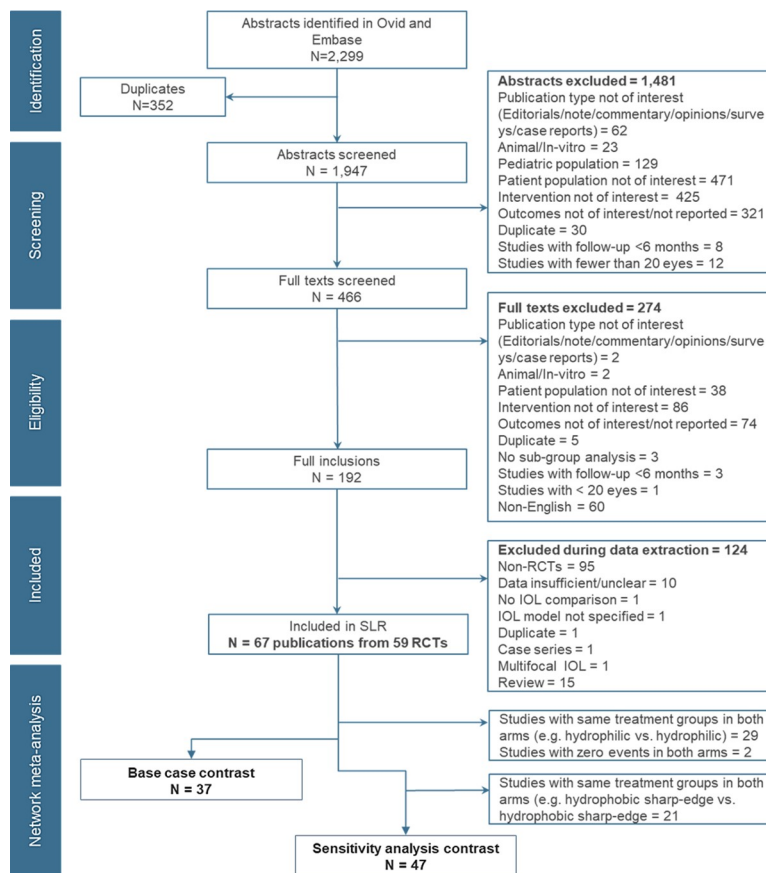 Identification
Abstracts identified in Ovid and
Embase
N=2,299
Duplicates
N=352
Abstracts excluded = 1,481
Publication type not of interest
(Editorials/note/commentary/opinions/surve
ys/case reports) = 62
Animal/In-vitro = 23
Pediatric population = 129
Patient population not of interest = 471
Intervention not of interest = 425
Outcomes not of interest/not reported = 321
Duplicate = 30
Studies with follow-up <6 months = 8
Studies with fewer than 20 eyes = 12
Screening
Abstracts screened
N = 1,947
Full texts screened
N = 466
Eligibility
Full texts excluded = 274
Publication type not of interest
(Editorials/note/commentary/opinions/surve
ys/case reports) = 2
Animal/In-vitro = 2
Patient population not of interest = 38
Intervention not of interest = 86
Outcomes not of interest/not reported = 74
Duplicate = 5
No sub-group analysis = 3
Studies with follow-up <6 months = 3
Studies with < 20 eyes = 1
Non-English = 60
Full inclusions
N = 192
Included
Excluded during data extraction = 124
Non-RCTs = 95
Data insufficient/unclear = 10
No IOL comparison = 1
IOL model not specified = 1
Duplicate = 1
Case series = 1
Multifocal IOL = 1
Review = 15
Included in SLR
N = 67 publications from 59 RCTs
Network meta-analysis
Studies with same treatment groups in both
arms (e.g. hydrophilic vs. hydrophilic) = 29
Studies with zero events in both arms = 2
Base case contrast
N = 37
Studies with same treatment groups in both
arms (e.g. hydrophobic sharp-edge vs.
hydrophobic sharp-edge = 21
Sensitivity analysis contrast
N = 47